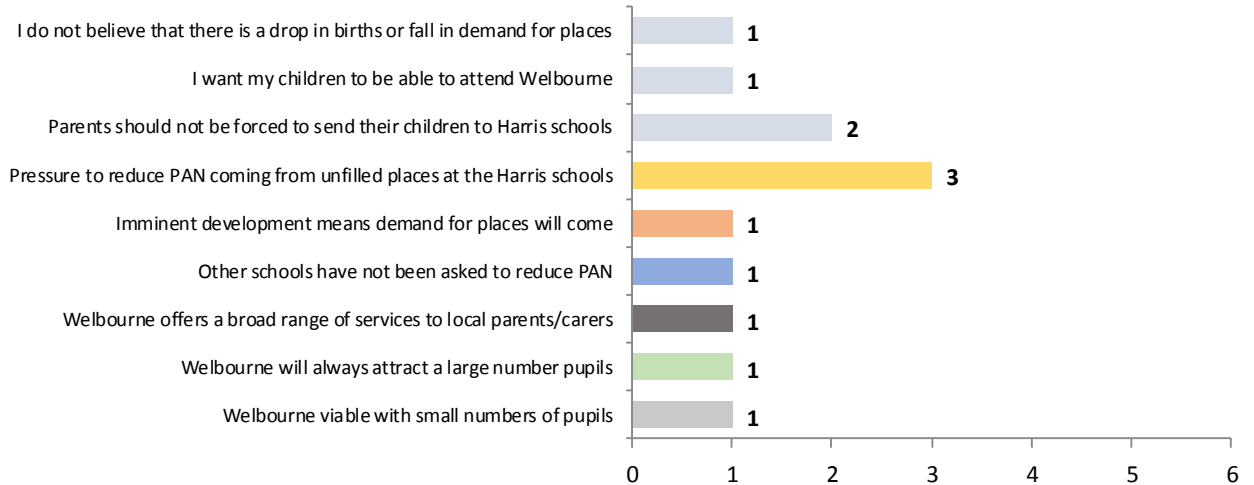 I do not believe that there is a drop in births or fall in demand for places 1
I want my children to be able to attend Welbourne 1
Parents should not be forced to send their children to Harris schools 2
Pressure to reduce PAN coming from unfilled places at the Harris schools 3
Imminent development means demand for places will come 1
Other schools have not been asked to reduce PAN 1
Welbourne offers a broad range of services to local parents/carers 1
Welbourne will always attract a large number pupils 1
Welbourne viable with small numbers of pupils 1
0 1 2 3 4 5 6